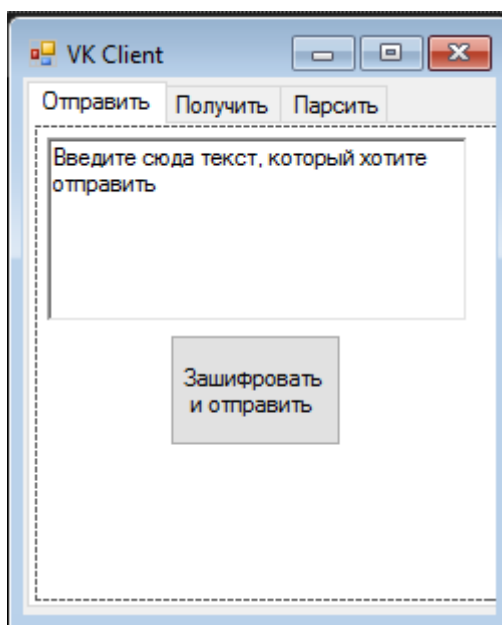 VK Client
Отправить Получить Парсить
Введите сюда текст, который хотите
отправить
Зашифровать
и отправить